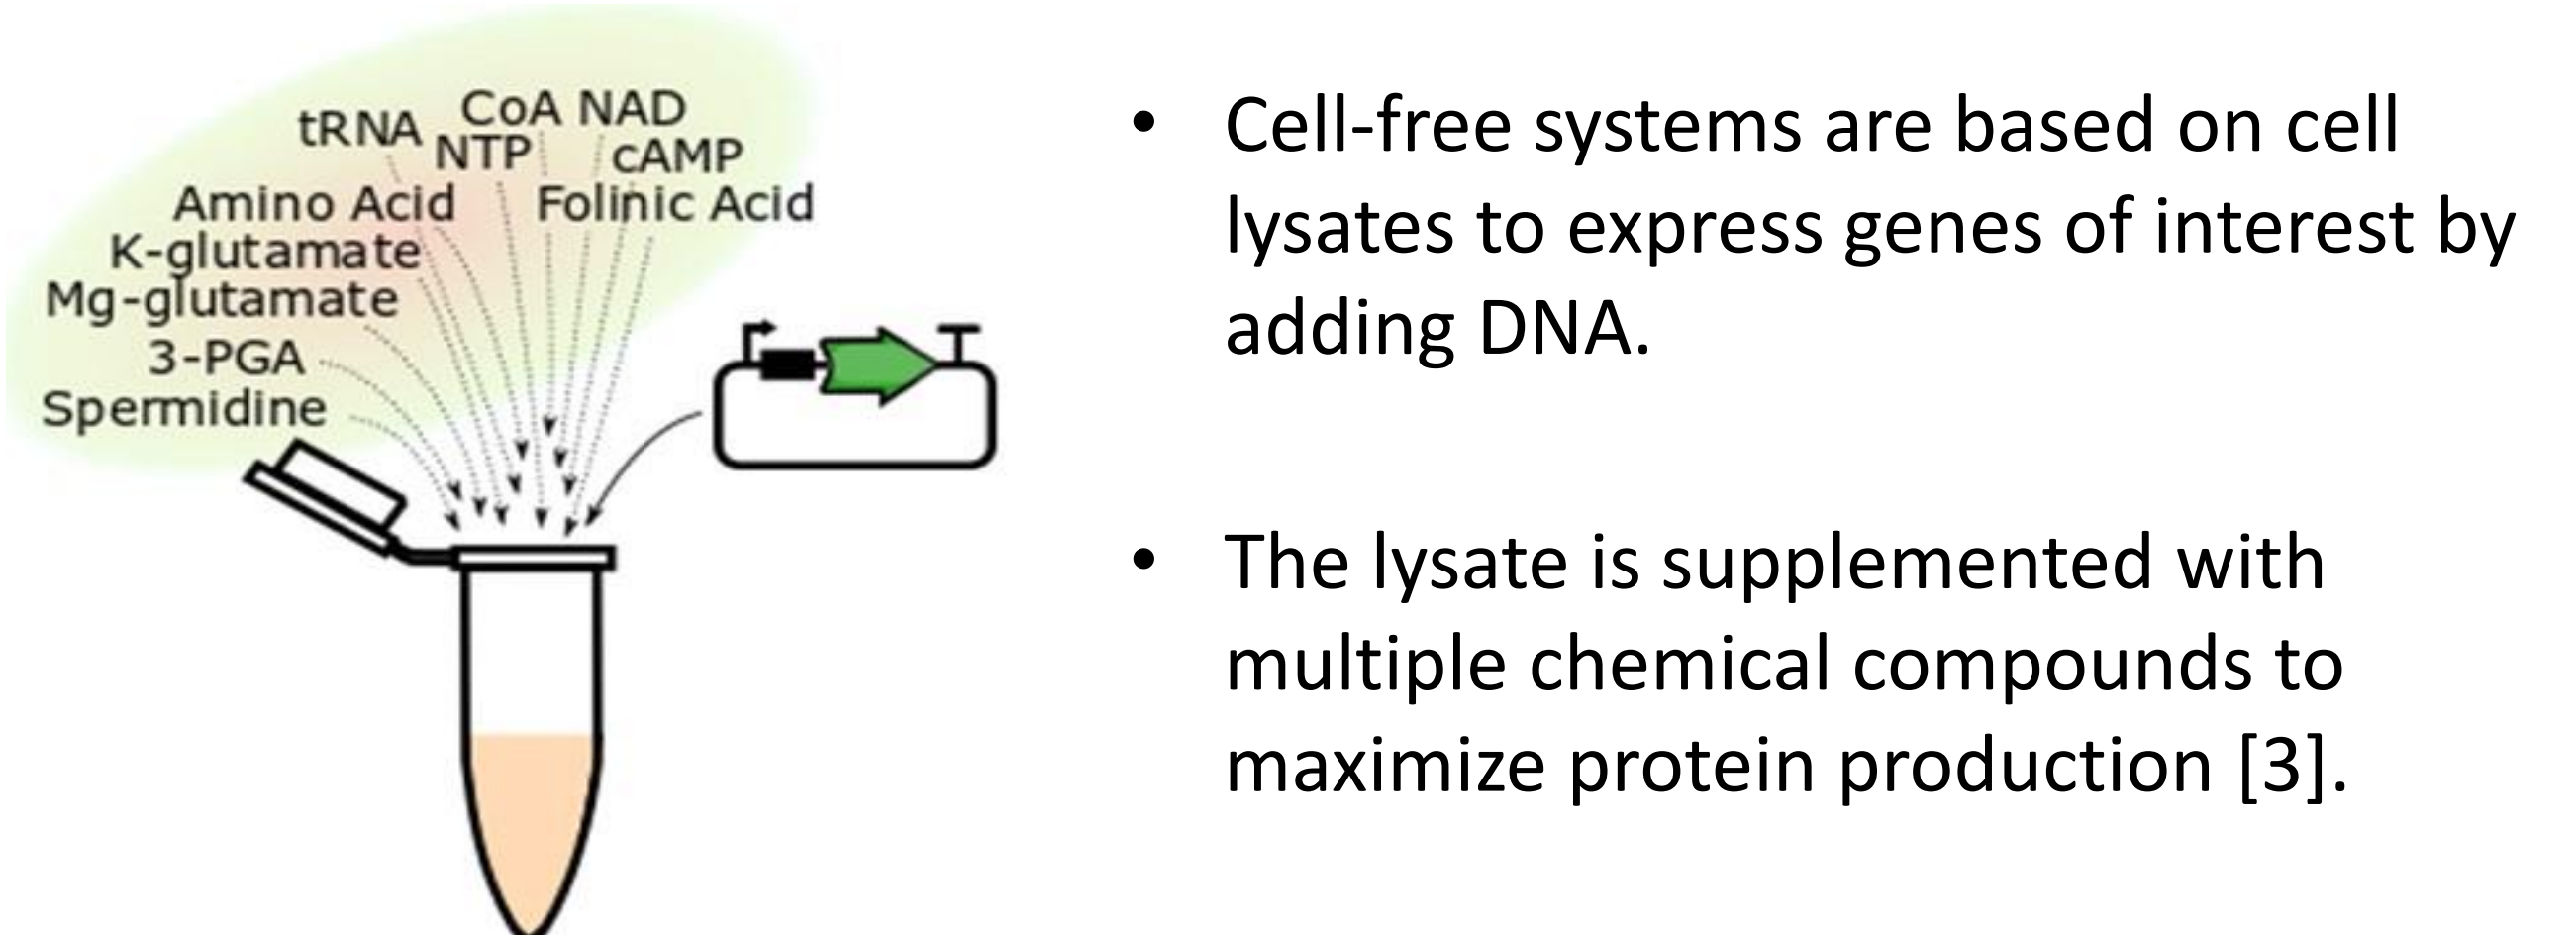 tRNA
CoA NAD
NTP
cAMP
Amino Acid
Folinic Acid
K-glutamate
Mg-glutamate
3-PGA
Spermidine
• Cell-free systems are based on cell
lysates to express genes of interest by
adding DNA.
• The lysate is supplemented with
multiple chemical compounds to
maximize protein production [3].